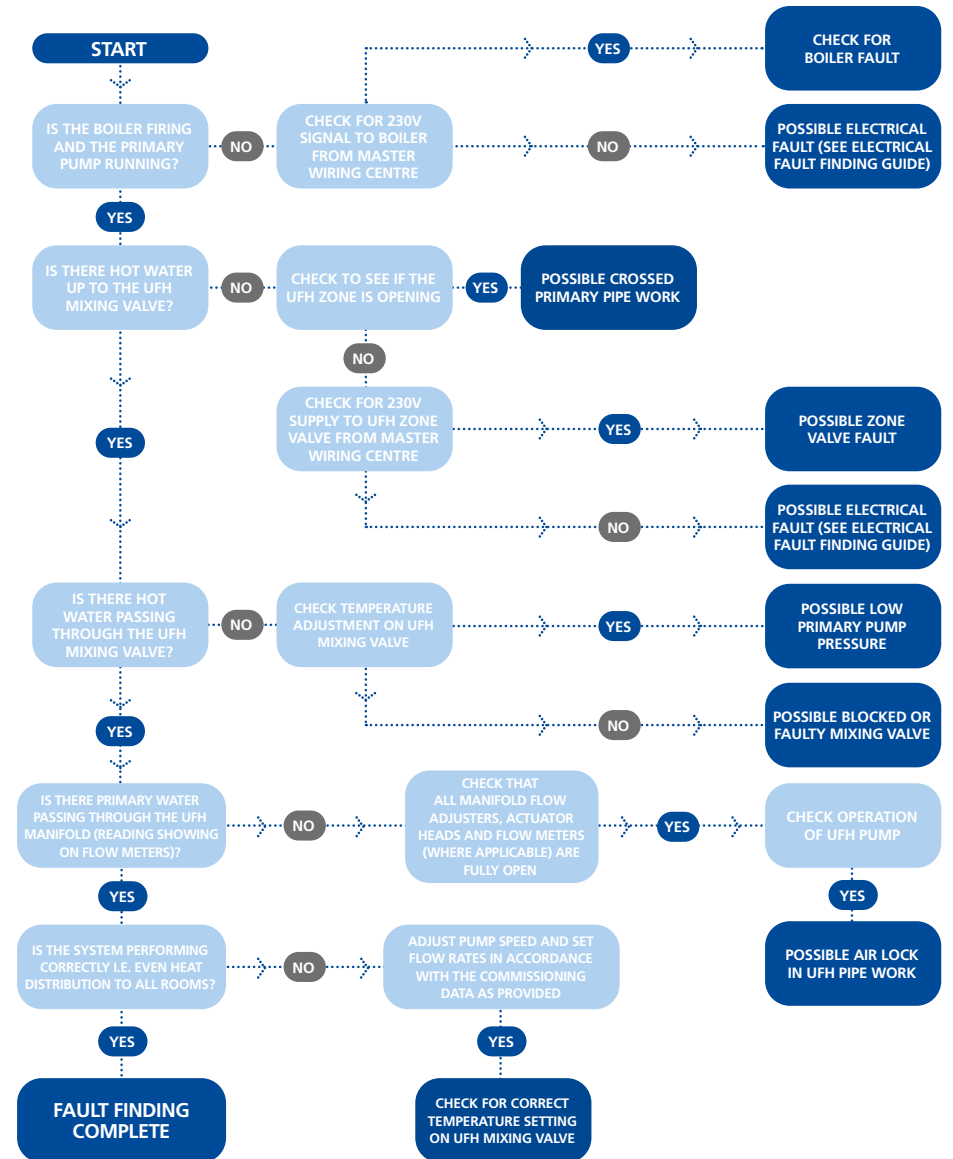 START
YES
CHECK FOR
BOILER FAULT
IS THE BOILER FIRING
AND THE PRIMARY
PUMP RUNNING?
NO
CHECK FOR 230V
SIGNAL TO BOILER
FROM MASTER
WIRING CENTRE
NO
POSSIBLE ELECTRICAL
FAULT (SEE ELECTRICAL
FAULT FINDING GUIDE)
YES
IS THERE HOT WATER
UP TO THE UFH
MIXING VALVE?
NO
CHECK TO SEE IF THE
UFH ZONE IS OPENING
YES
POSSIBLE CROSSED
PRIMARY PIPE WORK
NO
YES
CHECK FOR 230V
SUPPLY TO UFH ZONE
VALVE FROM MASTER
WIRING CENTRE
YES
POSSIBLE ZONE
VALVE FAULT
NO
POSSIBLE ELECTRICAL
FAULT (SEE ELECTRICAL
FAULT FINDING GUIDE)
IS THERE HOT
WATER PASSING
THROUGH THE UFH
MIXING VALVE?
NO
CHECK TEMPERATURE
ADJUSTMENT ON UFH
MIXING VALVE
YES
POSSIBLE LOW
PRIMARY PUMP
PRESSURE
YES
NO
POSSIBLE BLOCKED OR
FAULTY MIXING VALVE
IS THERE PRIMARY WATER
PASSING THROUGH THE UFH
MANIFOLD (READING SHOWING
ON FLOW METERS)?
NO
CHECK THAT
ALL MANIFOLD FLOW
ADJUSTERS, ACTUATOR
HEADS AND FLOW METERS
(WHERE APPLICABLE) ARE
FULLY OPEN
YES
CHECK OPERATION
OF UFH PUMP
YES
YES
IS THE SYSTEM PERFORMING
CORRECTLY I.E. EVEN HEAT
DISTRIBUTION TO ALL ROOMS?
NO
ADJUST PUMP SPEED AND SET
FLOW RATES IN ACCORDANCE
WITH THE COMMISSIONING
DATA AS PROVIDED
POSSIBLE AIR LOCK
IN UFH PIPE WORK
YES
YES
FAULT FINDING
COMPLETE
CHECK FOR CORRECT
TEMPERATURE SETTING
ON UFH MIXING VALVE